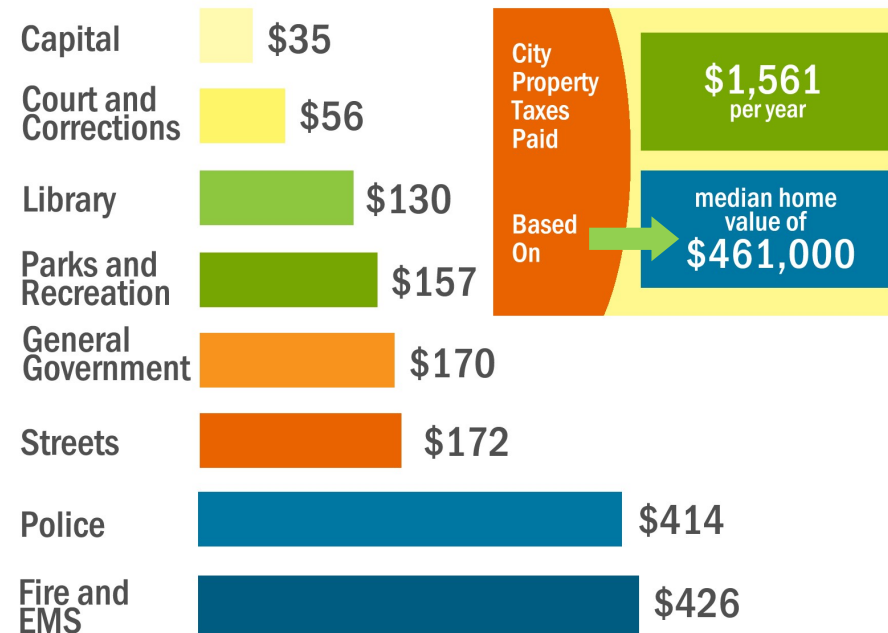 Capital
$35
Court and
Corrections
$56
Library
$130
Parks and
Recreation
$157
General
Government
$170
Streets
$172
Police
$414
Fire and
EMS
$426
City
Property
Taxes
Paid
$1,561
per year
Based
On
median home
value of
$461,000